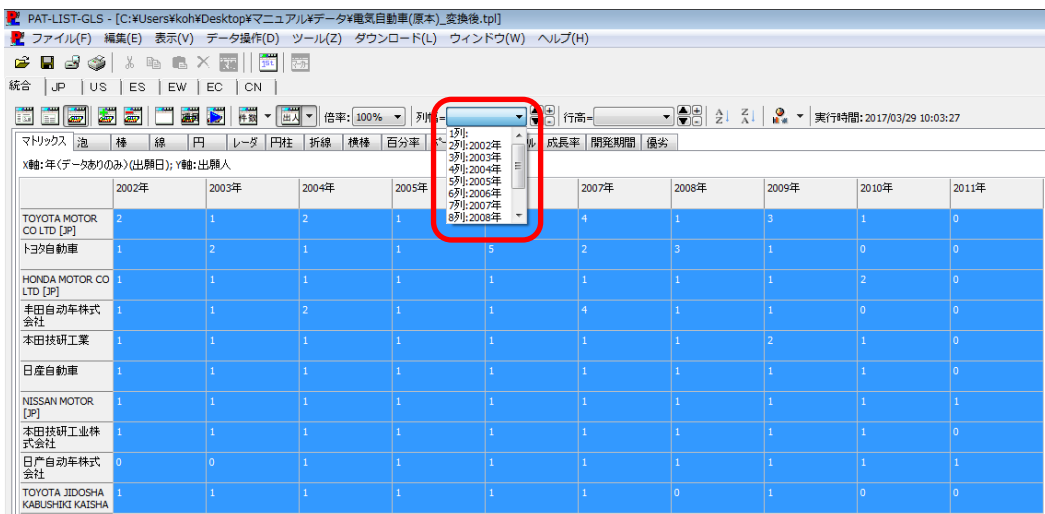 PAT-LIST-GLS - [C:¥Users¥koh¥Desktop¥マニュアル¥データ¥電気自動車(原本)_変換後.tpl]
ファイル(F) 編集(E) 表示(V) データ操作(D) ツール(Z) ダウンロード(L) ウィンドウ(W) ヘルプ(H)
統合 JP US ES EW EC CN
件数 出人 倍率: 100% 列幅= 行高= 実行時間: 2017/03/29 10:03:27
マトリックス 泡 棒 線 円 レーダ 円柱 折線 横棒 百分率 成長率 開発期間 優劣
1列:
2列:2002年
3列:2003年
4列:2004年
5列:2005年
6列:2006年
7列:2007年
8列:2008年
X軸:年(データありのみ)(出願日); Y軸:出願人
2002年 2003年 2004年 2005年 2007年 2008年 2009年 2010年 2011年
TOYOTA MOTOR CO LTD [JP] 2 1 2 1 4 1 3 1 0
トヨタ自動車 1 2 1 1 5 2 3 1 0 0
HONDA MOTOR CO LTD [JP] 1 1 1 1 1 1 1 1 2 0
丰田自动车株式会社 1 1 2 1 1 4 1 1 0 0
本田技研工業 1 1 1 1 1 1 1 2 1 0
日産自動車 1 1 1 1 1 1 1 1 1 0
NISSAN MOTOR [JP] 1 1 1 1 1 1 1 1 1 1
本田技研工业株式会社 1 1 1 1 1 1 1 1 1 0
日产自动车株式会社 0 0 1 1 1 1 1 1 1 1
TOYOTA JIDOSHA KABUSHIKI KAISHA 1 1 1 1 1 1 0 1 0 0